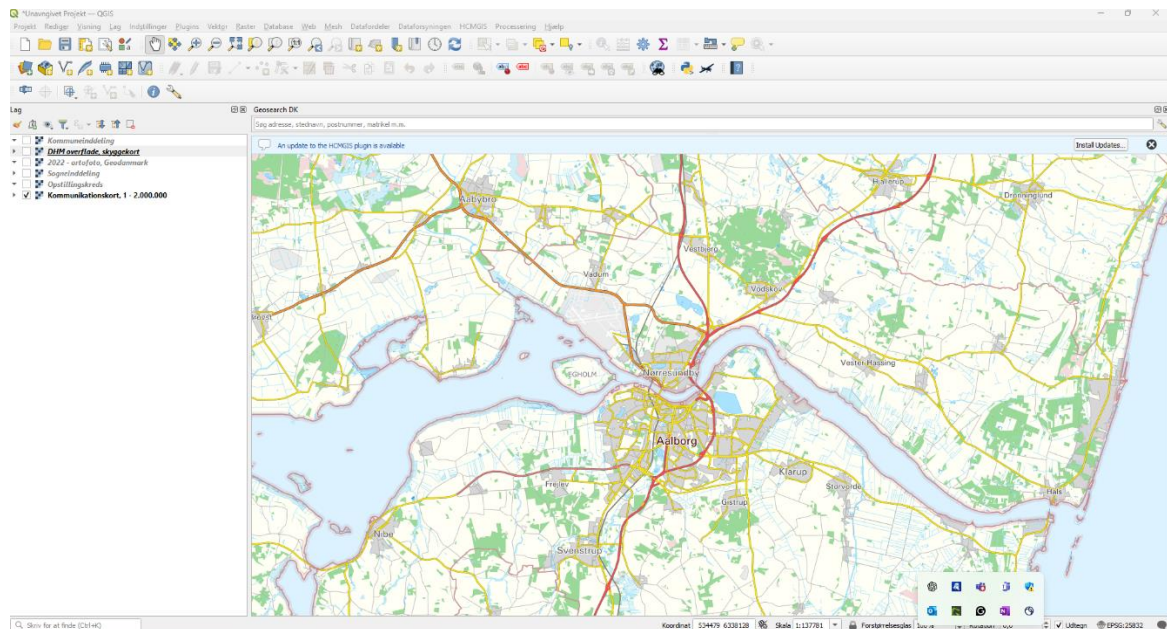 *Unavngivet Projekt — QGIS
Projekt Rediger Visning Lag Indstillinger Plugins Vektor Raster Database Web Mesh Datafordeler Dataforsyningen HCMGIS Processering Hjælp
Lag
Kommuneinddeling
DHM overflade, skyggekort
2022 - ortofoto, Geodanmark
Sogneinddeling
Opstillingskreds
Kommunikationskort, 1 - 2.000.000
Geosearch DK
Søg adresse, stednavn, postnummer, matrikel m.m.
An update to the HCMGIS plugin is available
Install Updates...
Aabybro
Hjallerup
Dronninglund
Vestbjerg
Vadum
Vodskov
Vester Hassing
EGHOLM
Nørresundby
Aalborg
Klarup
Frejlev
Storvorde
Gistrup
Hals
Nibe
Svenstrup
Skriv for at finde (Ctrl+K)
Koordinat 534479 6338128 Skala 1:137781 Forstørrelsesglas Rotation 0,0 Udtegn EPSG:25832